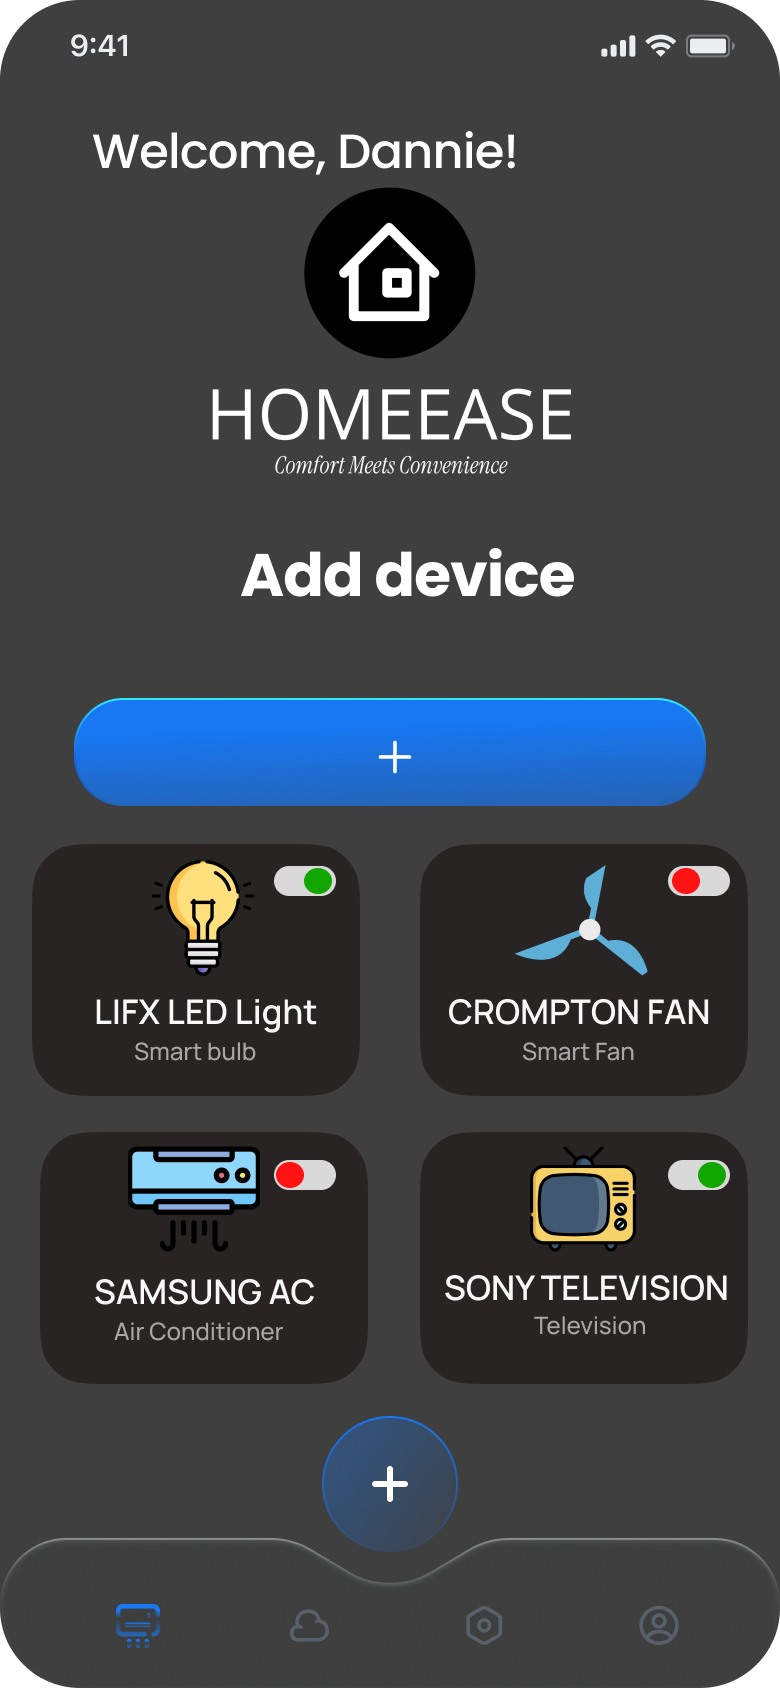 9:41
Welcome, Dannie!
HOMEEASE
Comfort Meets Convenience
Add device
LIFX LED Light
Smart bulb
CROMPTON FAN
Smart Fan
SAMSUNG AC
Air Conditioner
SONY TELEVISION
Television